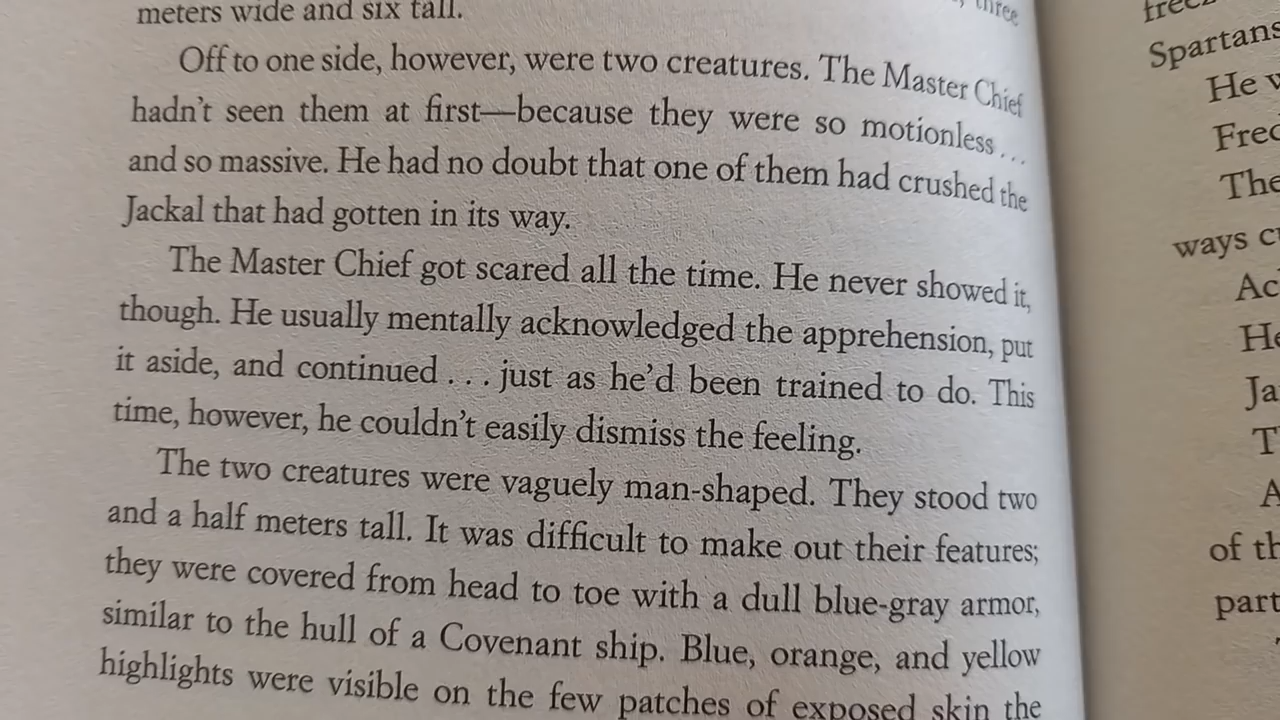 three
meters wide and six tall.
Off to one side, however, were two creatures. The Master Chief
hadn't seen them at first—because they were so motionless . . .
and so massive. He had no doubt that one of them had crushed the
Jackal that had gotten in its way.
The Master Chief got scared all the time. He never showed it,
though. He usually mentally acknowledged the apprehension, put
it aside, and continued . . . just as he'd been trained to do. This
time, however, he couldn't easily dismiss the feeling.
The two creatures were vaguely man-shaped. They stood two
and a half meters tall. It was difficult to make out their features;
they were covered from head to toe with a dull blue-gray armor,
similar to the hull of a Covenant ship. Blue, orange, and yellow
highlights were visible on the few patches of exposed skin the
Spartans
He
Fred
The
ways
He
of
part